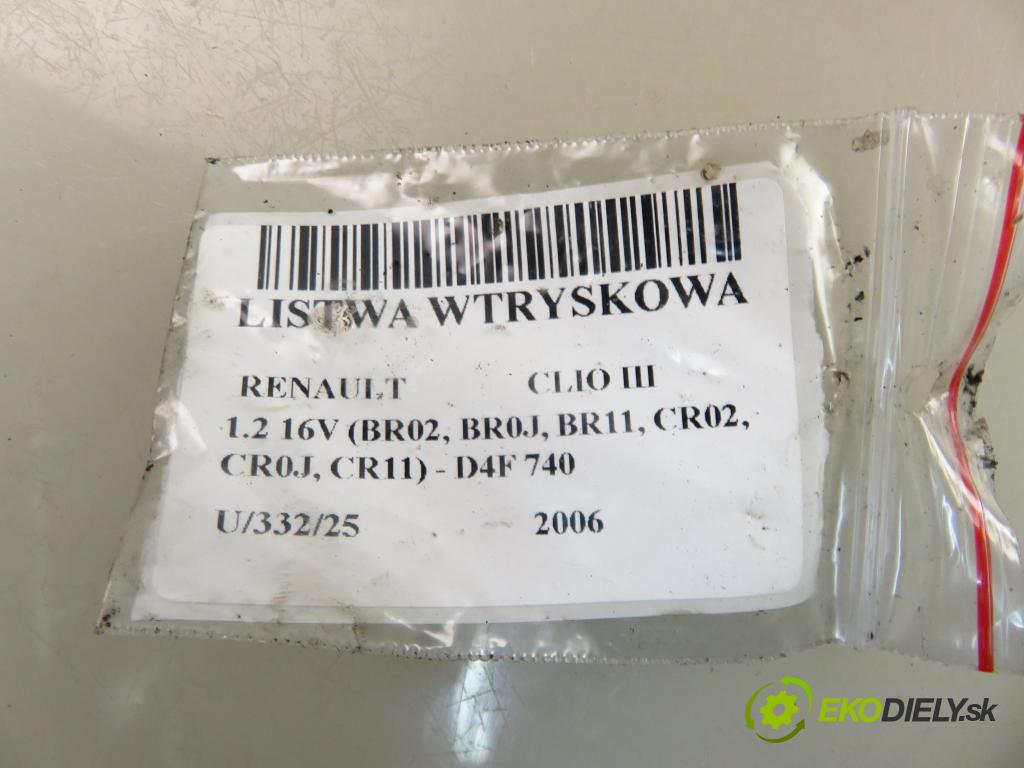 LISTWA WTRYSKOWA
RENAULT CLIO III
1.2 16V (BR02, BR0J, BR11, CR02,
CR0J, CR11) - D4F 740
U/332/25 2006
EKODIELY.sk